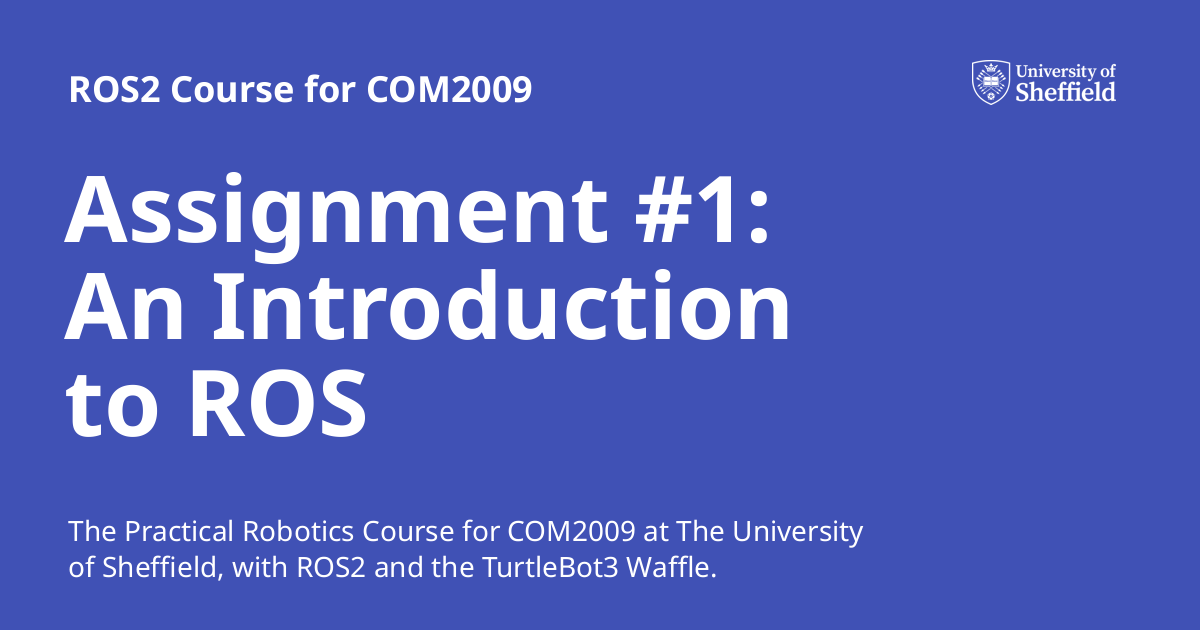 ROS2 Course for COM2009
University of
Sheffield
Assignment #1:
An Introduction
to ROS
The Practical Robotics Course for COM2009 at The University
of Sheffield, with ROS2 and the TurtleBot3 Waffle.